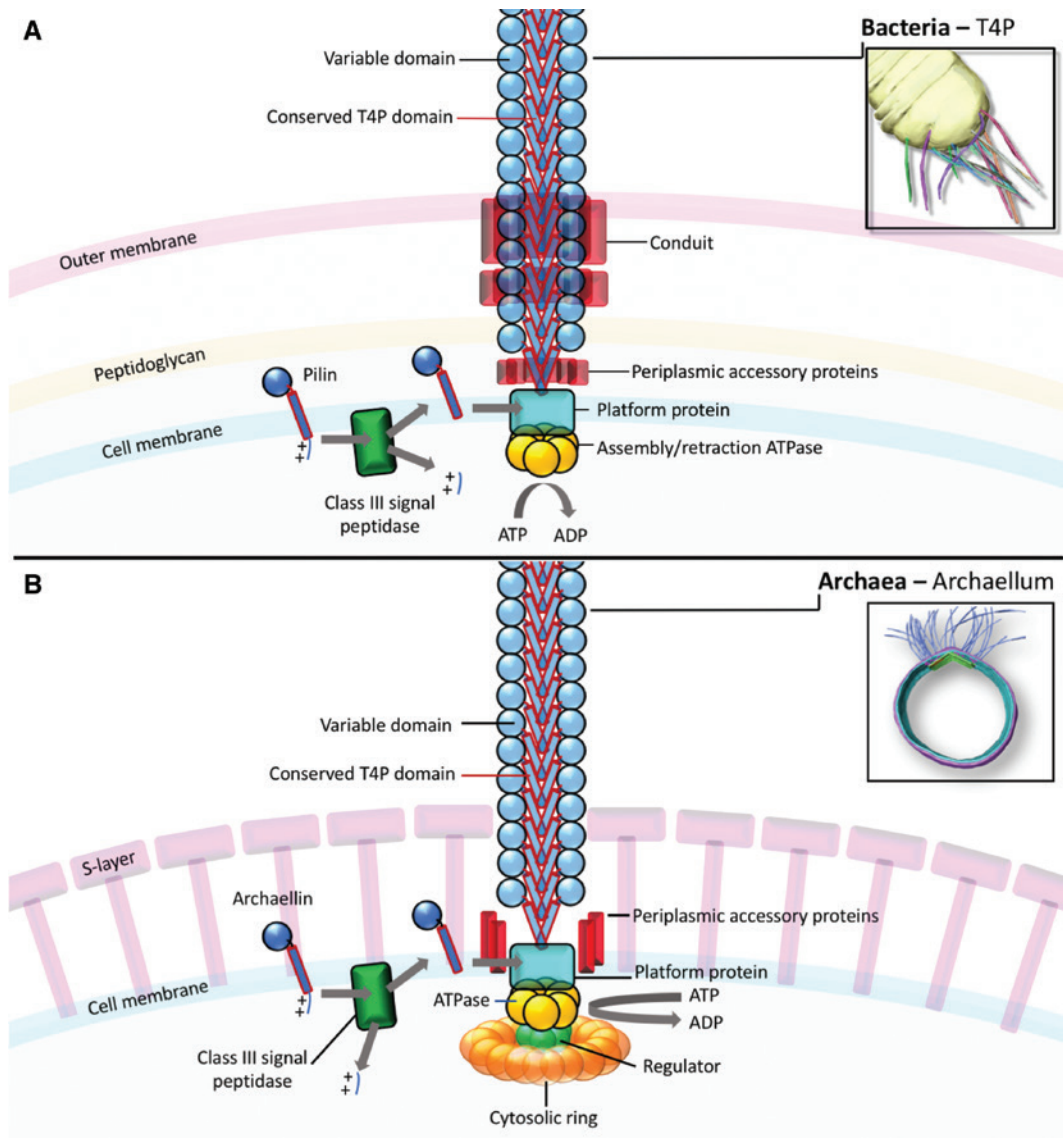 A
Bacteria – T4P
Variable domain
Conserved T4P domain
Outer membrane
Conduit
Peptidoglycan
Pilin
Periplasmic accessory proteins
Platform protein
Cell membrane
Assembly/retraction ATPase
++
++
Class III signal
peptidase
ATP
ADP
B
Archaea – Archaellum
Variable domain
Conserved T4P domain
S-layer
Archaellin
Periplasmic accessory proteins
Platform protein
Cell membrane
++
ATPase
ATP
ADP
Class III signal
peptidase
Regulator
++
Cytosolic ring